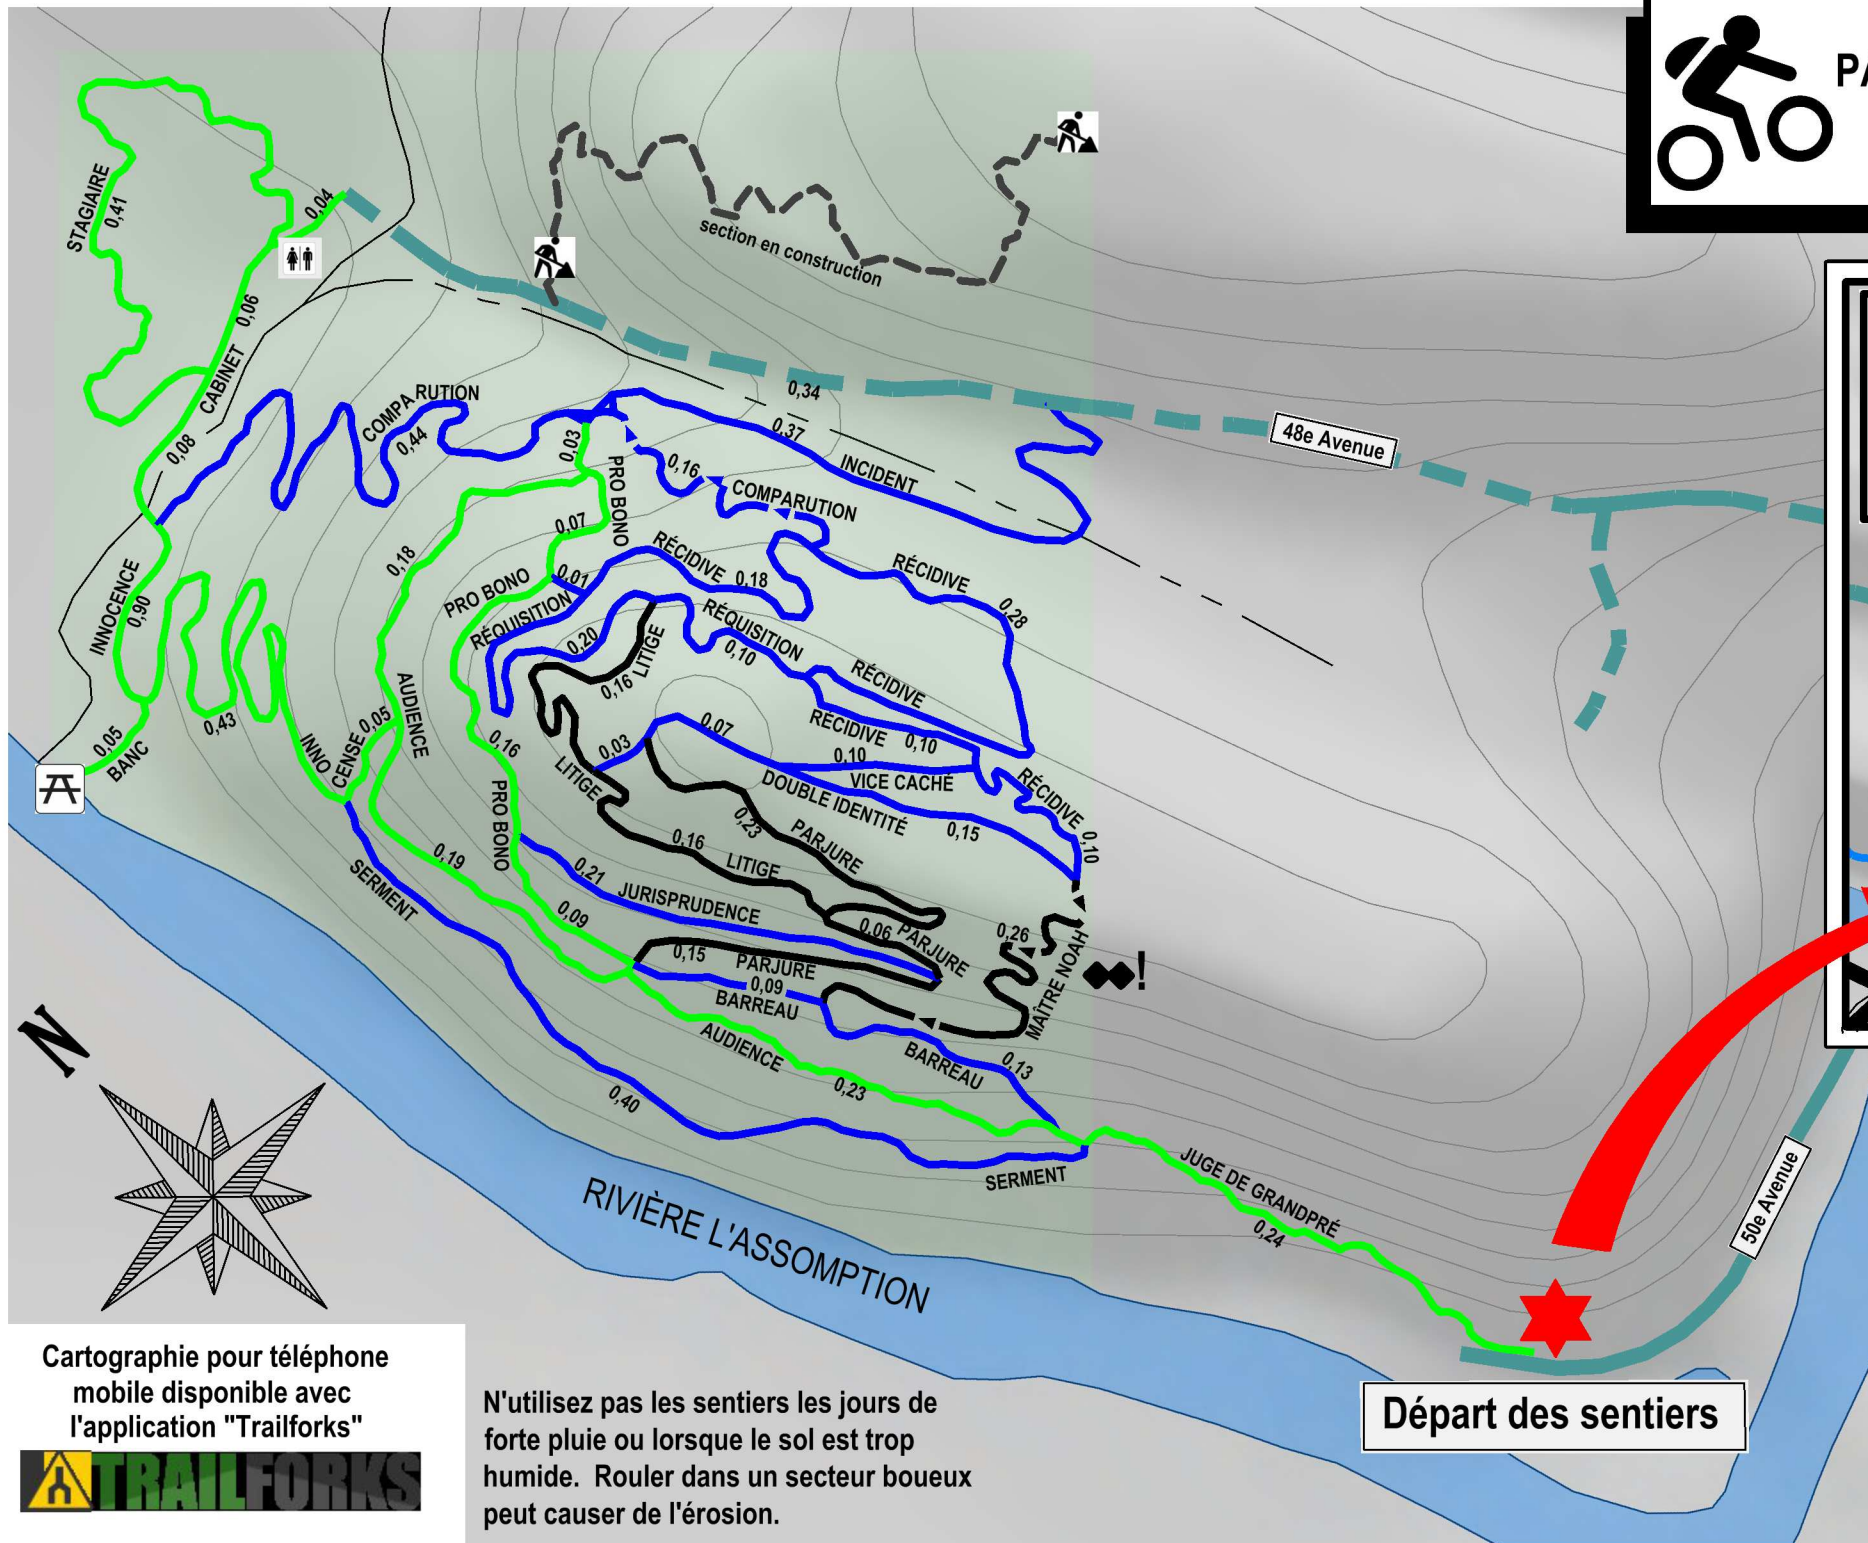 PA
STAGIAIRE
0,41
0,04
0,06
CABINET
0,08
section en construction
COMPARUTION
0,44
0,34
48e Avenue
0,37
INCIDENT
0,03
PRO BONO
0,16
COMPARUTION
0,07
0,18
INNOCENCE
0,90
PRO BONO
0,01
RÉCIDIVE
0,18
RÉCIDIVE
0,28
RÉQUISITION
0,20
RÉQUISITION
0,10
LITIGE
0,16
RÉCIDIVE
RÉCIDIVE
0,10
0,10
VICE CACHÉ
0,07
0,03
DOUBLE IDENTITÉ
0,15
RÉCIDIVE
0,10
AUDIENCE
0,05
INNO
CENSE
0,43
0,05
BANC
0,16
PRO BONO
LITIGE
0,23
PARJURE
0,16
LITIGE
0,19
SERMENT
0,21
JURISPRUDENCE
0,09
0,06
PARJURE
0,26
MAÎTRE NOAH
!
0,15
PARJURE
0,09
BARREAU
AUDIENCE
0,23
BARREAU
0,13
0,40
SERMENT
JUGE DE GRANDPRÉ
0,24
50e Avenue
N
RIVIÈRE L'ASSOMPTION
Départ des sentiers
Cartographie pour téléphone
mobile disponible avec
l'application "Trailforks"
TRAILFORKS
N'utilisez pas les sentiers les jours de
forte pluie ou lorsque le sol est trop
humide. Rouler dans un secteur boueux
peut causer de l'érosion.